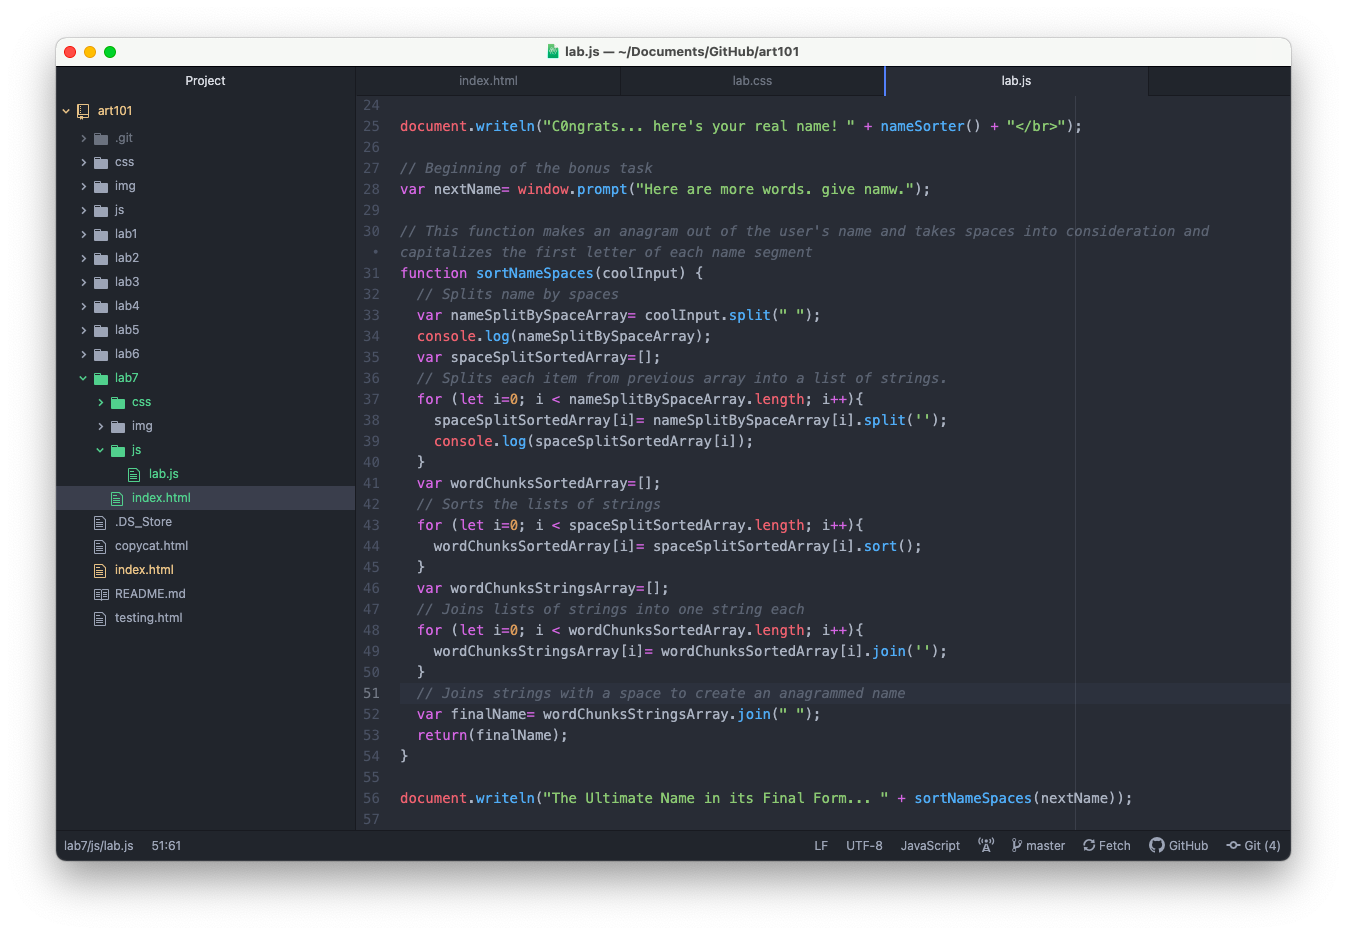 lab.js — ~/Documents/GitHub/art101
Project
index.html
lab.css
lab.js
art101
.git
css
img
js
lab1
lab2
lab3
lab4
lab5
lab6
lab7
css
img
js
lab.js
index.html
.DS_Store
copycat.html
index.html
README.md
testing.html
24
25 document.writeln("C0ngrats... here's your real name! " + nameSorter() + "</br>");
26
27 // Beginning of the bonus task
28 var nextName= window.prompt("Here are more words. give namw.");
29
30 // This function makes an anagram out of the user's name and takes spaces into consideration and
• capitalizes the first letter of each name segment
31 function sortNameSpaces(coolInput) {
32 // Splits name by spaces
33 var nameSplitBySpaceArray= coolInput.split(" ");
34 console.log(nameSplitBySpaceArray);
35 var spaceSplitSortedArray=[];
36 // Splits each item from previous array into a list of strings.
37 for (let i=0; i < nameSplitBySpaceArray.length; i++){
38 spaceSplitSortedArray[i]= nameSplitBySpaceArray[i].split('');
39 console.log(spaceSplitSortedArray[i]);
40 }
41 var wordChunksSortedArray=[];
42 // Sorts the lists of strings
43 for (let i=0; i < spaceSplitSortedArray.length; i++){
44 wordChunksSortedArray[i]= spaceSplitSortedArray[i].sort();
45 }
46 var wordChunksStringsArray=[];
47 // Joins lists of strings into one string each
48 for (let i=0; i < wordChunksSortedArray.length; i++){
49 wordChunksStringsArray[i]= wordChunksSortedArray[i].join('');
50 }
51 // Joins strings with a space to create an anagrammed name
52 var finalName= wordChunksStringsArray.join(" ");
53 return(finalName);
54 }
55
56 document.writeln("The Ultimate Name in its Final Form... " + sortNameSpaces(nextName));
57
lab7/js/lab.js 51:61 LF UTF-8 JavaScript master Fetch GitHub Git (4)